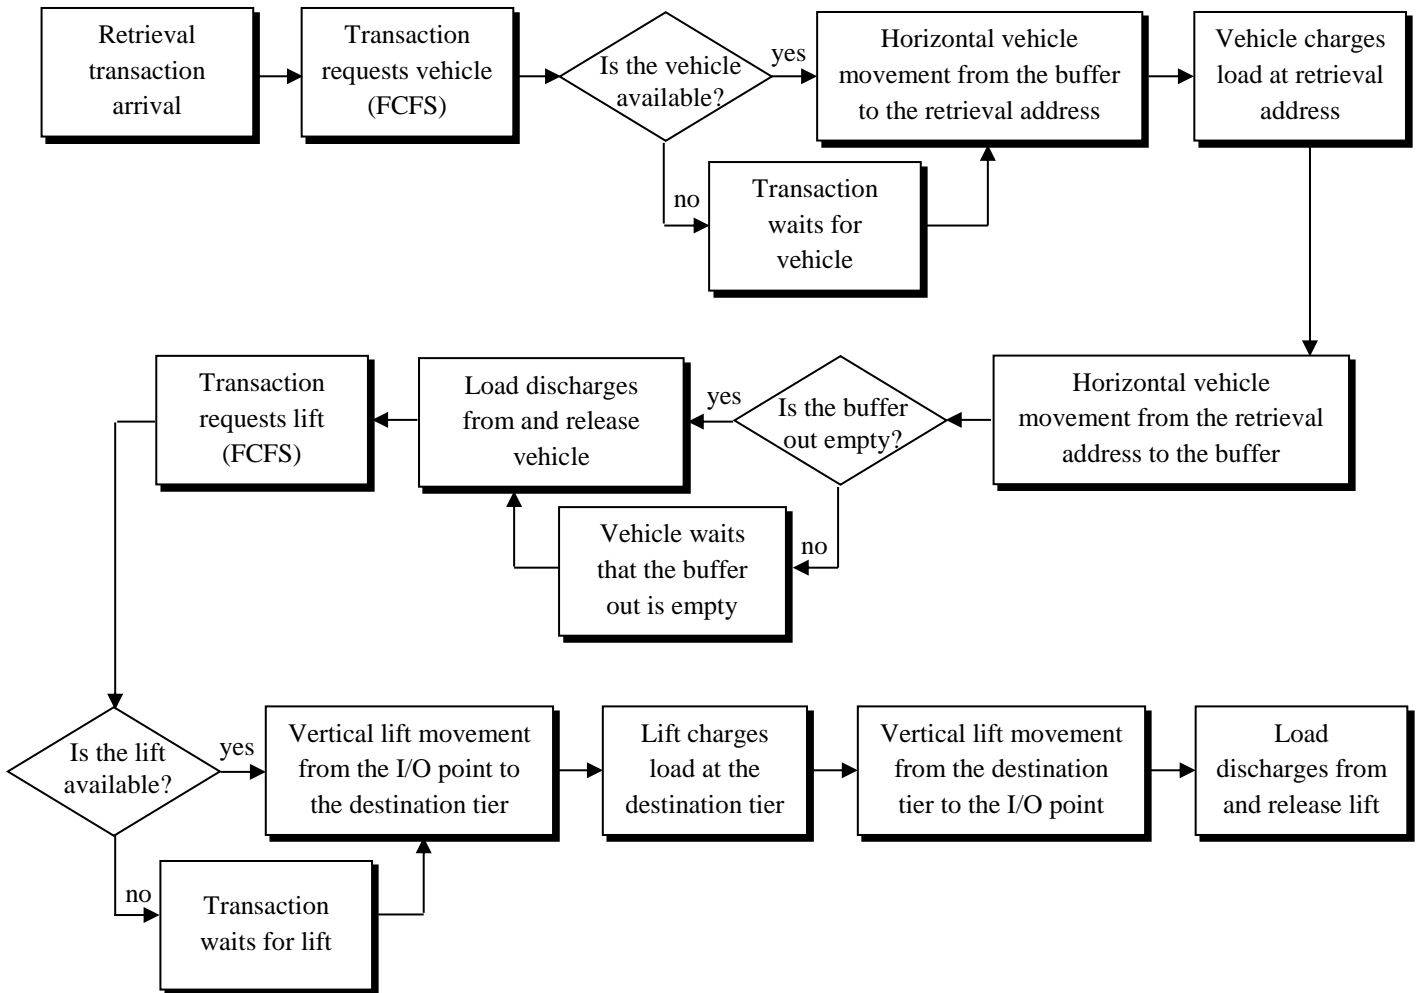 Retrieval
transaction
arrival
Transaction
requests vehicle
(FCFS)
Is the vehicle
available?
yes
Horizontal vehicle
movement from the buffer
to the retrieval address
Vehicle charges
load at retrieval
address
no
Transaction
waits for
vehicle
Horizontal vehicle
movement from the retrieval
address to the buffer
Is the buffer
out empty?
yes
Load discharges
from and release
vehicle
Transaction
requests lift
(FCFS)
no
Vehicle waits
that the buffer
out is empty
Is the lift
available?
yes
Vertical lift movement
from the I/O point to
the destination tier
Lift charges
load at the
destination tier
Vertical lift movement
from the destination
tier to the I/O point
Load
discharges from
and release lift
no
Transaction
waits for lift